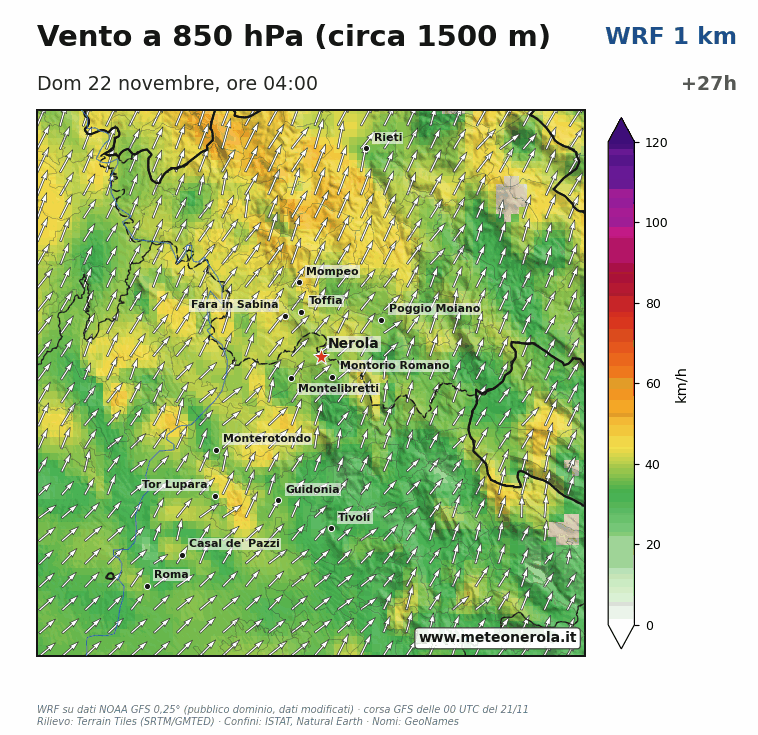 Vento a 850 hPa (circa 1500 m)
WRF 1 km
Dom 22 novembre, ore 04:00
+27h
Rieti
Mompeo
Toffia
Fara in Sabina
Poggio Moiano
Nerola
Montorio Romano
Montelibretti
Monterotondo
Tor Lupara
Guidonia
Tivoli
Casal de' Pazzi
Roma
www.meteonerola.it
120
100
80
60
40
20
0
km/h
WRF su dati NOAA GFS 0,25° (pubblico dominio, dati modificati) · corsa GFS delle 00 UTC del 21/11
Rilievo: Terrain Tiles (SRTM/GMTED) · Confini: ISTAT, Natural Earth · Nomi: GeoNames